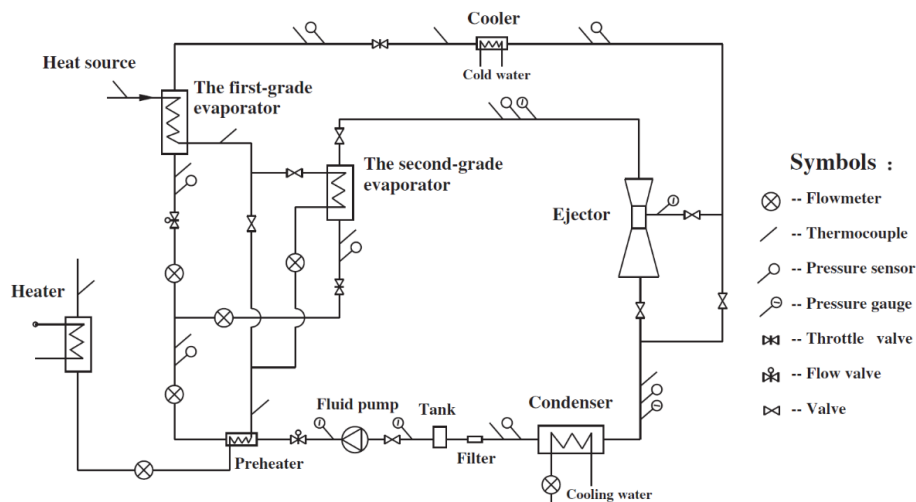 Cooler
Heat source
Cold water
The first-grade
evaporator
The second-grade
evaporator
Symbols :
Ejector
-- Flowmeter
-- Thermocouple
-- Pressure sensor
-- Pressure gauge
-- Throttle valve
-- Flow valve
-- Valve
Heater
Fluid pump
Tank
Condenser
Preheater
Filter
Cooling water